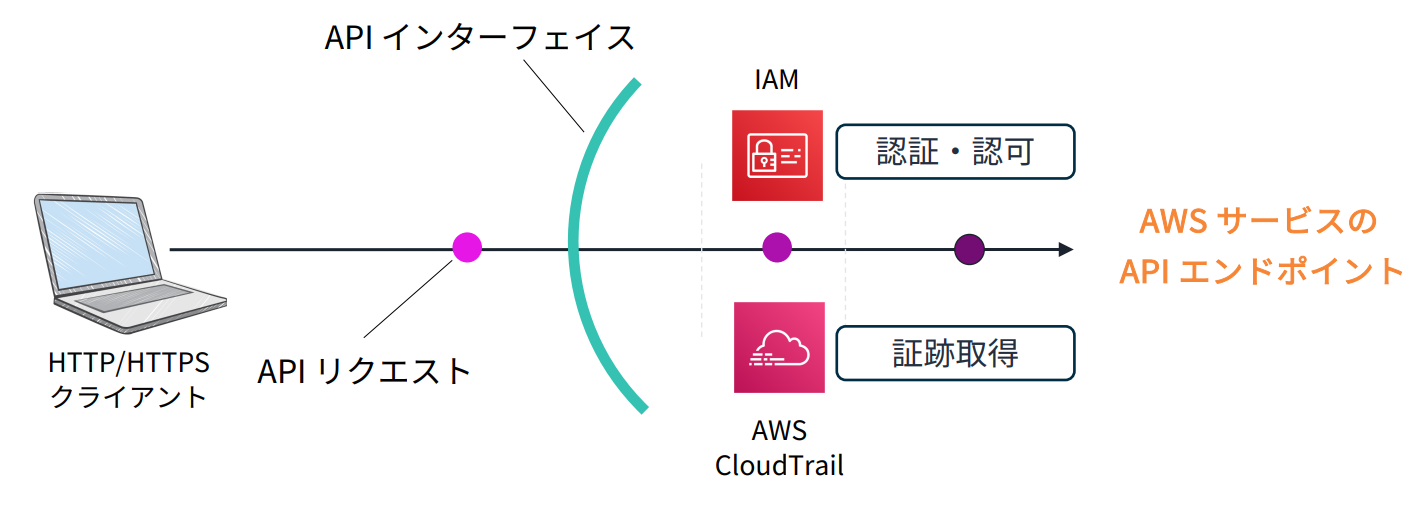 API インターフェイス
IAM
認証・認可
AWS サービスの
API エンドポイント
HTTP/HTTPS
クライアント
API リクエスト
証跡取得
AWS
CloudTrail